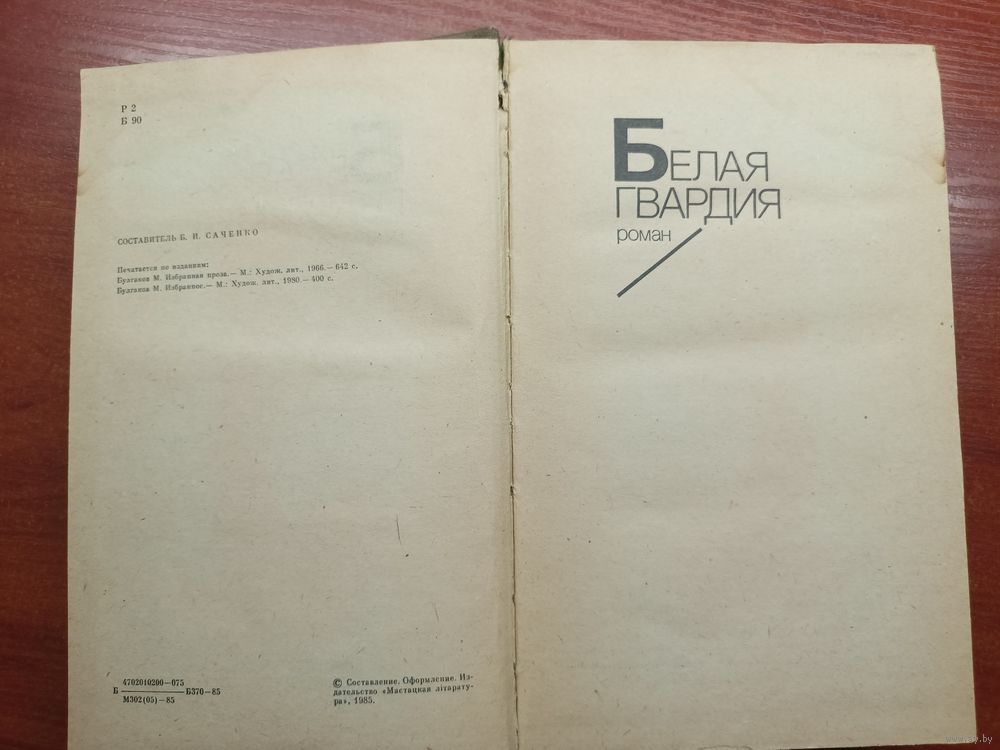 Р 2
Б 90
СОСТАВИТЕЛЬ Б. И. САЧЕНКО
Печатается по изданиям:
Булгаков М. Избранная проза.— М.: Худож. лит., 1966.— 642 с.
Булгаков М. Избранное.— М.: Худож. лит., 1980.— 400 с.
4702010200—075
Б Б370—85
М302(05)—85
© Составление. Оформление. Из-
дательство «Мастацкая літарату-
ра», 1985.
БЕЛАЯ
ГВАРДИЯ
роман